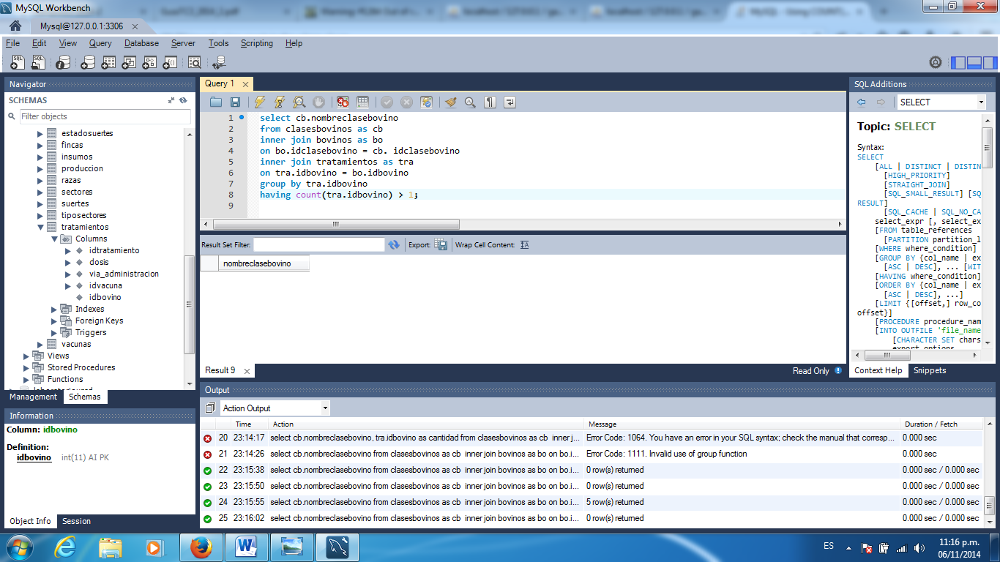 MySQL Workbench
Mysql@127.0.0.1:3306
File Edit View Query Database Server Tools Scripting Help
Navigator
SCHEMAS
Filter objects
estadosuertes
fincas
insumos
produccion
razas
sectores
suertes
tiposectores
tratamientos
Columns
idtratamiento
dosis
via_administracion
idvacuna
idbovino
Indexes
Foreign Keys
Triggers
vacunas
Views
Stored Procedures
Functions
Management Schemas
Information
Column: idbovino
Definition:
idbovino int(11) AI PK
Object Info Session
Query 1
1 select cb.nombreclasebovino
2 from clasesbovinos as cb
3 inner join bovinos as bo
4 on bo.idclasebovino = cb. idclasebovino
5 inner join tratamientos as tra
6 on tra.idbovino = bo.idbovino
7 group by tra.idbovino
8 having count(tra.idbovino) > 1;
9
Result Set Filter: Export: Wrap Cell Content:
nombreclasebovino
Result 9 Read Only
SQL Additions
SELECT
Topic: SELECT
Syntax:
SELECT
[ALL | DISTINCT | DISTIN
[HIGH_PRIORITY]
[STRAIGHT_JOIN]
[SQL_SMALL_RESULT] [SQ
RESULT]
[SQL_CACHE | SQL_NO_CA
select_expr [, select_ex
[FROM table_references
[PARTITION partition_l
[WHERE where_condition]
[GROUP BY {col_name | ex
[ASC | DESC], ... [WIT
[HAVING where_condition]
[ORDER BY {col_name | ex
[ASC | DESC], ...]
[LIMIT {[offset,] row_co
offset}]
[PROCEDURE procedure_nam
[INTO OUTFILE 'file_name
[CHARACTER SET chars
export_options
Context Help Snippets
Output
Action Output
Time Action Message Duration / Fetch
20 23:14:17 select cb.nombreclasebovino, tra.idbovino as cantidad from clasesbovinos as cb inner j... Error Code: 1064. You have an error in your SQL syntax; check the manual that corresp... 0.000 sec
21 23:14:26 select cb.nombreclasebovino from clasesbovinos as cb inner join bovinos as bo on bo.i... Error Code: 1111. Invalid use of group function 0.000 sec
22 23:15:38 select cb.nombreclasebovino from clasesbovinos as cb inner join bovinos as bo on bo.i... 0 row(s) returned 0.000 sec / 0.000 sec
23 23:15:50 select cb.nombreclasebovino from clasesbovinos as cb inner join bovinos as bo on bo.i... 0 row(s) returned 0.000 sec / 0.000 sec
24 23:15:55 select cb.nombreclasebovino from clasesbovinos as cb inner join bovinos as bo on bo.i... 5 row(s) returned 0.000 sec / 0.000 sec
25 23:16:02 select cb.nombreclasebovino from clasesbovinos as cb inner join bovinos as bo on bo.i... 0 row(s) returned 0.000 sec / 0.000 sec
ES
11:16 p.m.
06/11/2014